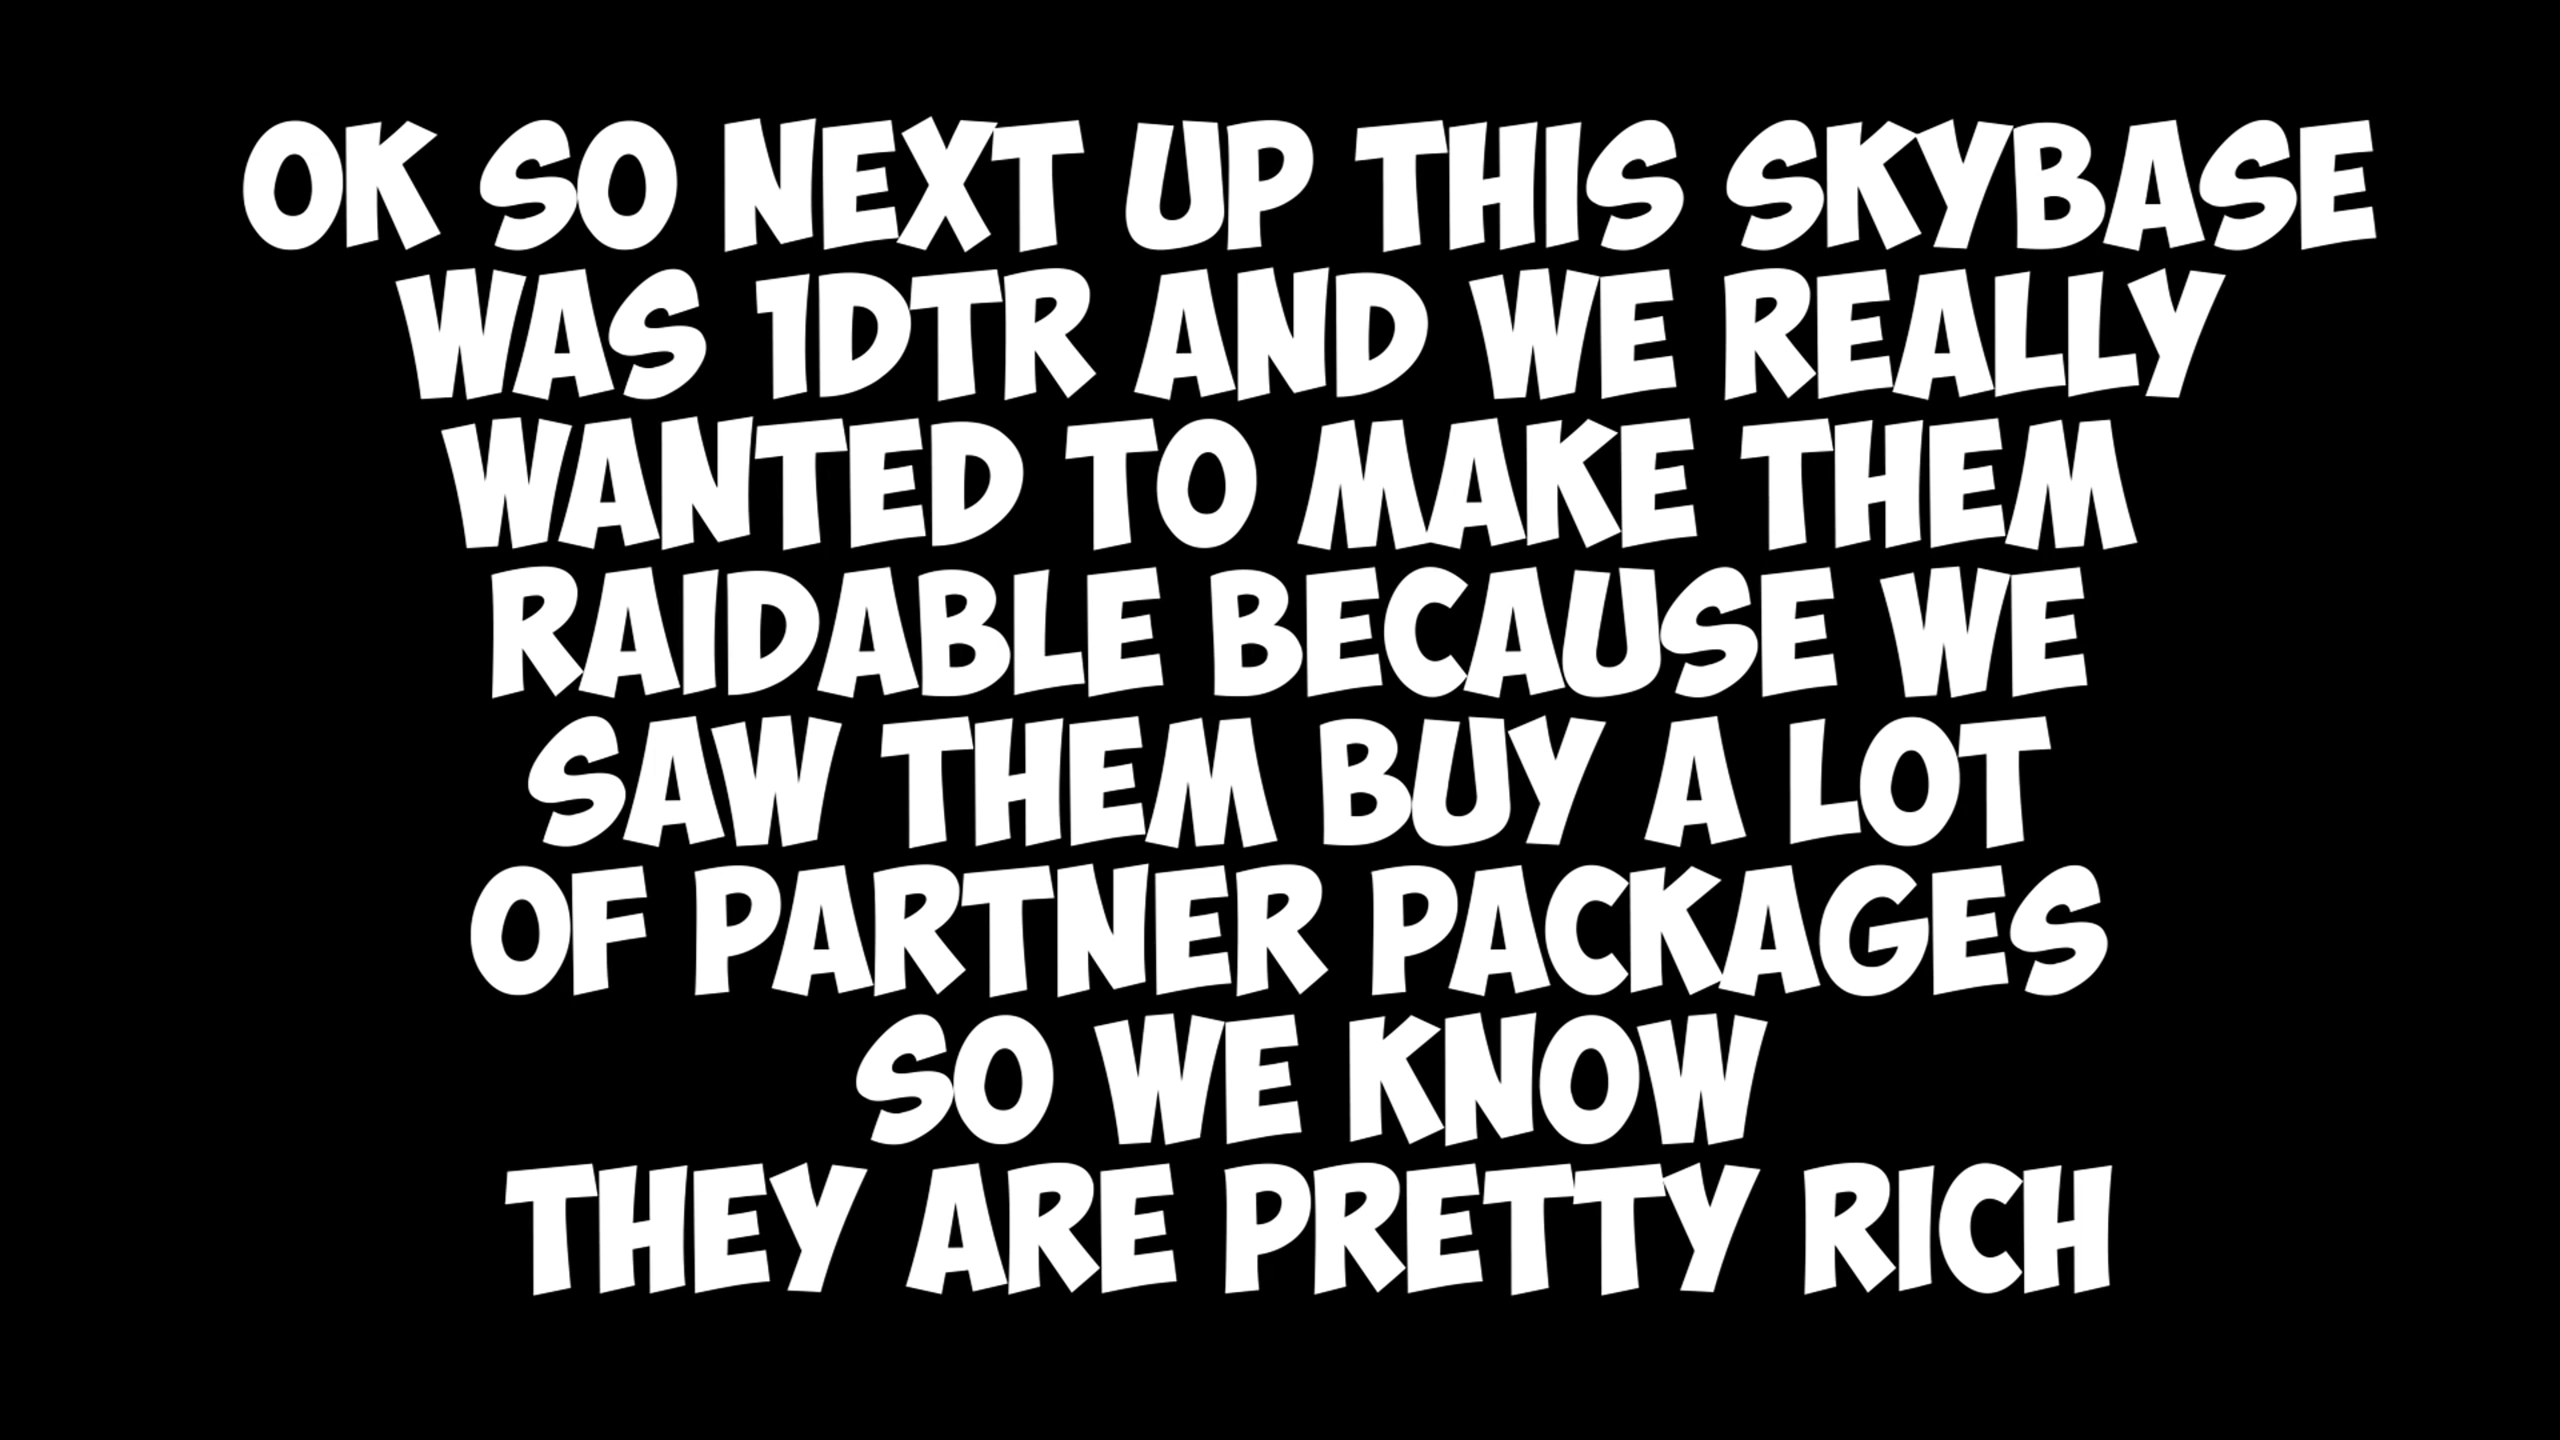 OK SO NEXT UP THIS SKYBASE
WAS 1DTR AND WE REALLY
WANTED TO MAKE THEM
RAIDABLE BECAUSE WE
SAW THEM BUY A LOT
OF PARTNER PACKAGES
SO WE KNOW
THEY ARE PRETTY RICH